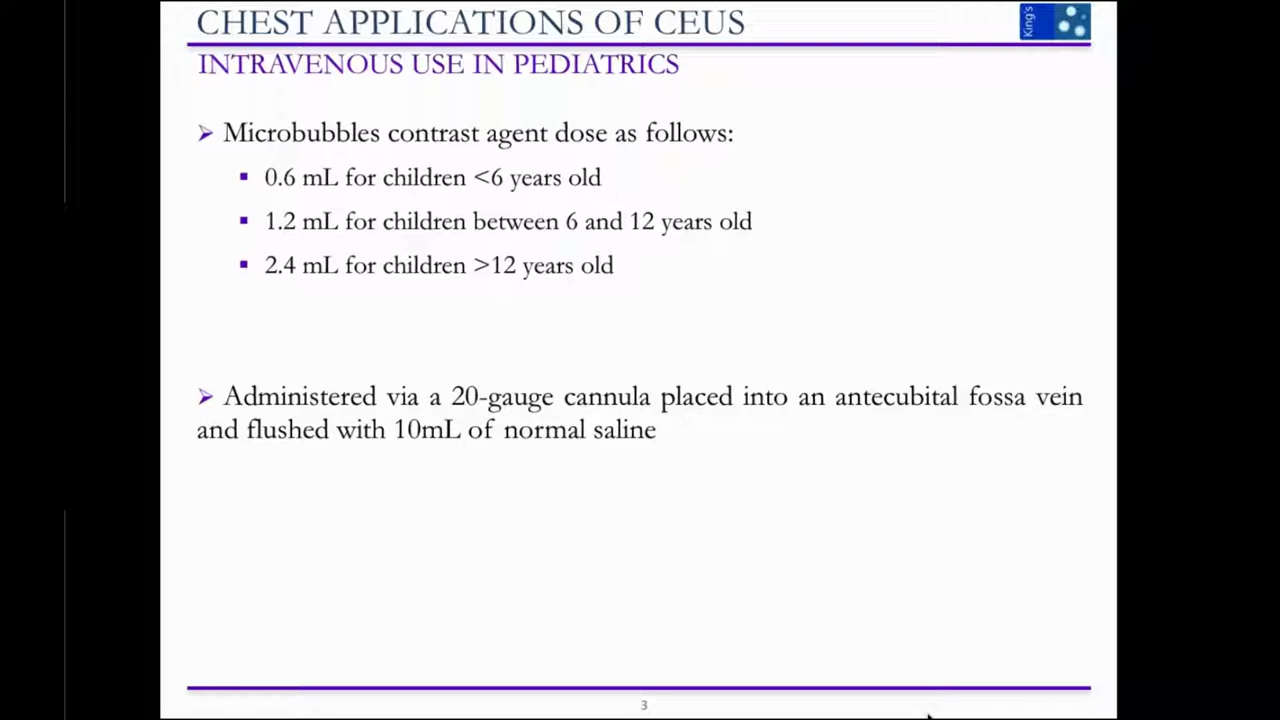 CHEST APPLICATIONS OF CEUS
King's
INTRAVENOUS USE IN PEDIATRICS
➢ Microbubbles contrast agent dose as follows:
▪ 0.6 mL for children <6 years old
▪ 1.2 mL for children between 6 and 12 years old
▪ 2.4 mL for children >12 years old
➢ Administered via a 20-gauge cannula placed into an antecubital fossa vein
and flushed with 10mL of normal saline
3